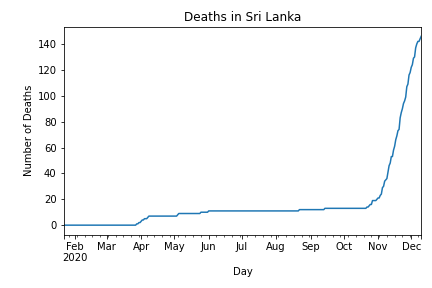 Deaths in Sri Lanka
Number of Deaths
140
120
100
80
60
40
20
0
Feb Mar Apr May Jun Jul Aug Sep Oct Nov Dec
2020
Day